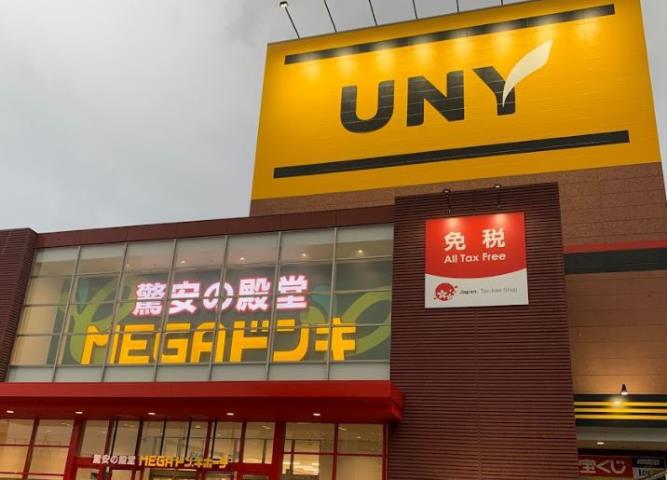 UNY
免税
All Tax Free
Japan. Tax-free Shop
驚安の殿堂
MEGAドンキ
驚安の殿堂 MEGAドンキホーテ
宝くじ